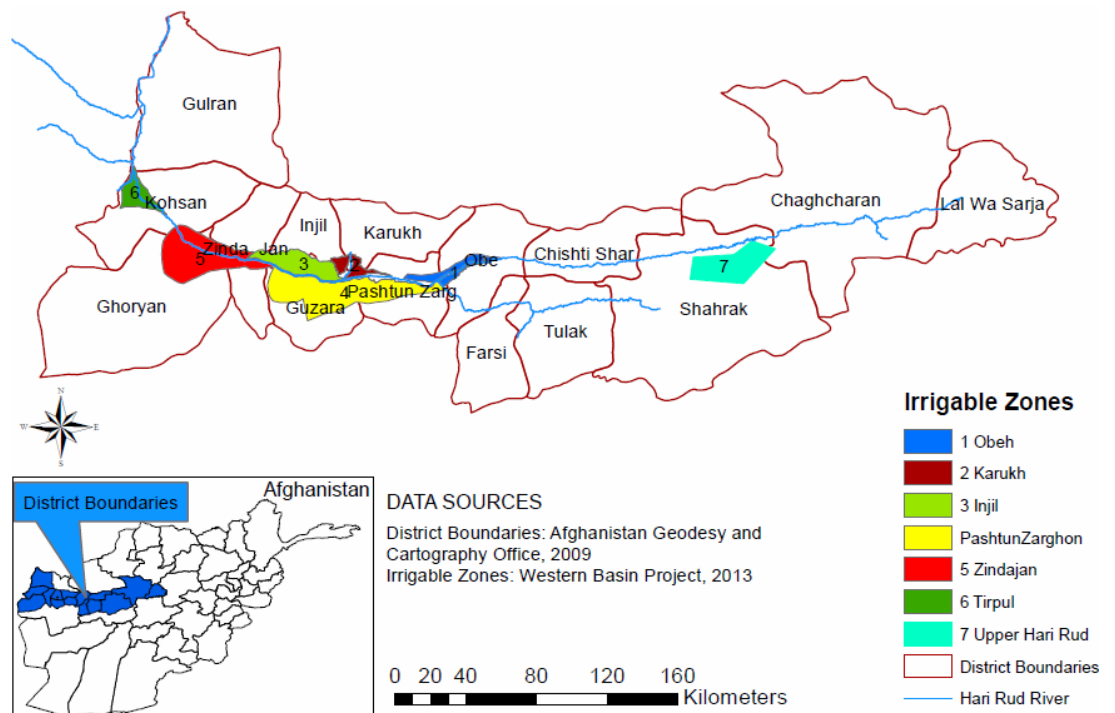 Gulran
6
Kohsan
Injil
Karukh
Chaghcharan
Lal Wa Sarja
Zinda Jan
5
3
2
1
Obe
Chishti Shar
7
Ghoryan
4
Pashtun Zarg
Guzara
Shahrak
Farsi
Tulak
N
W
E
S
Irrigable Zones
1 Obeh
2 Karukh
3 Injil
PashtunZarghon
5 Zindajan
6 Tirpul
7 Upper Hari Rud
District Boundaries
Hari Rud River
District Boundaries
Afghanistan
DATA SOURCES
District Boundaries: Afghanistan Geodesy and
Cartography Office, 2009
Irrigable Zones: Western Basin Project, 2013
0 20 40 80 120 160
Kilometers